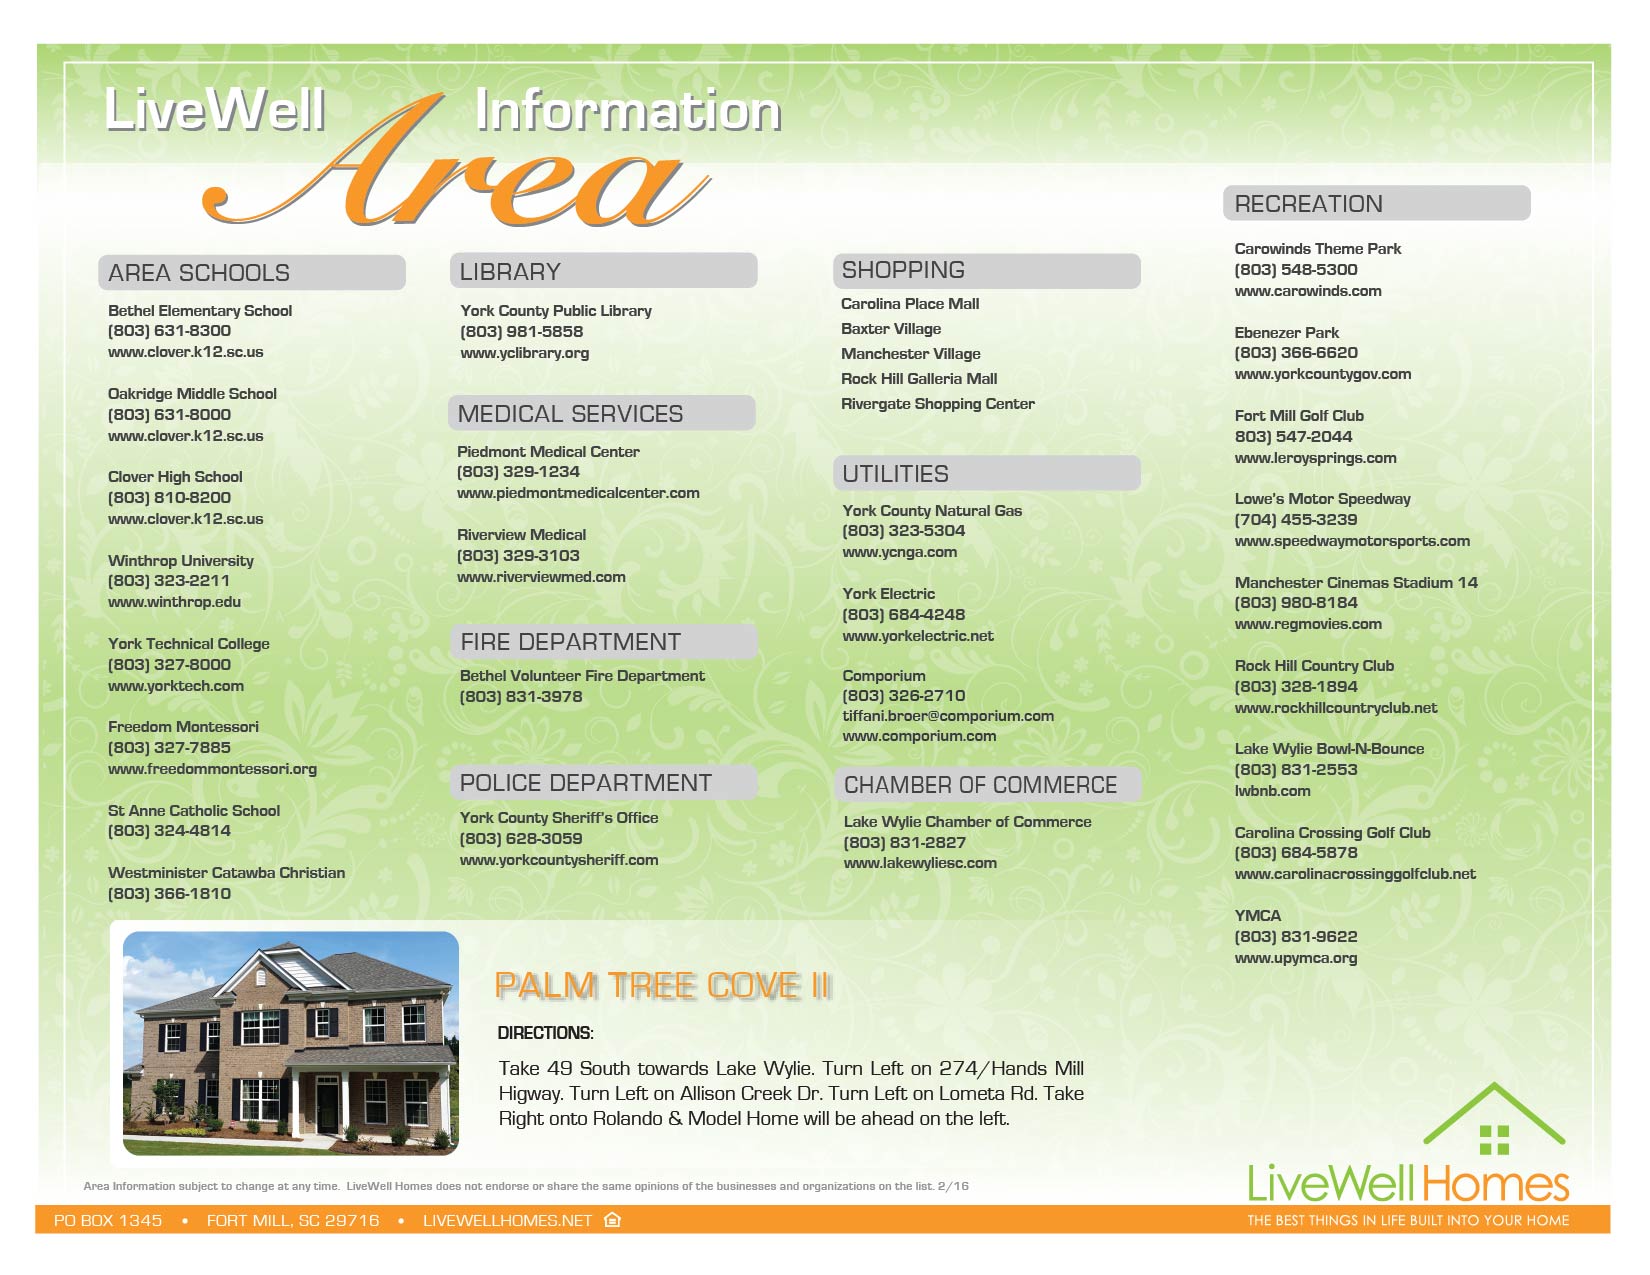 LiveWell Area Information
AREA SCHOOLS
Bethel Elementary School
(803) 631-8300
www.clover.k12.sc.us
Oakridge Middle School
(803) 631-8000
www.clover.k12.sc.us
Clover High School
(803) 810-8200
www.clover.k12.sc.us
Winthrop University
(803) 323-2211
www.winthrop.edu
York Technical College
(803) 327-8000
www.yorktech.com
Freedom Montessori
(803) 327-7885
www.freedommontessori.org
St Anne Catholic School
(803) 324-4814
Westminister Catawba Christian
(803) 366-1810
LIBRARY
York County Public Library
(803) 981-5858
www.yclibrary.org
MEDICAL SERVICES
Piedmont Medical Center
(803) 329-1234
www.piedmontmedicalcenter.com
Riverview Medical
(803) 329-3103
www.riverviewmed.com
FIRE DEPARTMENT
Bethel Volunteer Fire Department
(803) 831-3978
POLICE DEPARTMENT
York County Sheriff's Office
(803) 628-3059
www.yorkcountysheriff.com
SHOPPING
Carolina Place Mall
Baxter Village
Manchester Village
Rock Hill Galleria Mall
Rivergate Shopping Center
UTILITIES
York County Natural Gas
(803) 323-5304
www.ycnga.com
York Electric
(803) 684-4248
www.yorkelectric.net
Comporium
(803) 326-2710
tiffani.broer@comporium.com
www.comporium.com
CHAMBER OF COMMERCE
Lake Wylie Chamber of Commerce
(803) 831-2827
www.lakewyliesc.com
RECREATION
Carowinds Theme Park
(803) 548-5300
www.carowinds.com
Ebenezer Park
(803) 366-6620
www.yorkcountygov.com
Fort Mill Golf Club
803) 547-2044
www.leroysprings.com
Lowe's Motor Speedway
(704) 455-3239
www.speedwaymotorsports.com
Manchester Cinemas Stadium 14
(803) 980-8184
www.regmovies.com
Rock Hill Country Club
(803) 328-1894
www.rockhillcountryclub.net
Lake Wylie Bowl-N-Bounce
(803) 831-2553
lwbnb.com
Carolina Crossing Golf Club
(803) 684-5878
www.carolinacrossinggolfclub.net
YMCA
(803) 831-9622
www.upymca.org
PALM TREE COVE II
DIRECTIONS:
Take 49 South towards Lake Wylie. Turn Left on 274/Hands Mill
Higway. Turn Left on Allison Creek Dr. Turn Left on Lometa Rd. Take
Right onto Rolando & Model Home will be ahead on the left.
Area Information subject to change at any time. LiveWell Homes does not endorse or share the same opinions of the businesses and organizations on the list. 2/16
LiveWell Homes
PO BOX 1345 • FORT MILL, SC 29716 • LIVEWELLHOMES.NET
THE BEST THINGS IN LIFE BUILT INTO YOUR HOME